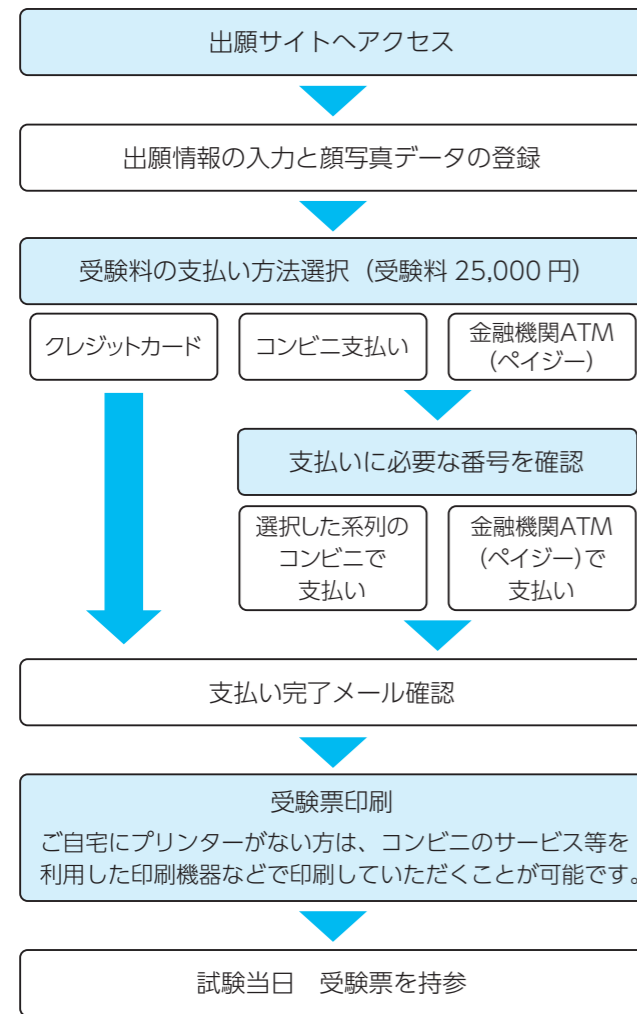 出願サイトへアクセス
出願情報の入力と顔写真データの登録
受験料の支払い方法選択（受験料 25,000 円）
クレジットカード
コンビニ支払い
金融機関ATM
（ペイジー）
支払いに必要な番号を確認
選択した系列の
コンビニで
支払い
金融機関ATM
（ペイジー）で
支払い
支払い完了メール確認
受験票印刷
ご自宅にプリンターがない方は、コンビニのサービス等を
利用した印刷機器などで印刷していただくことが可能です。
試験当日　受験票を持参